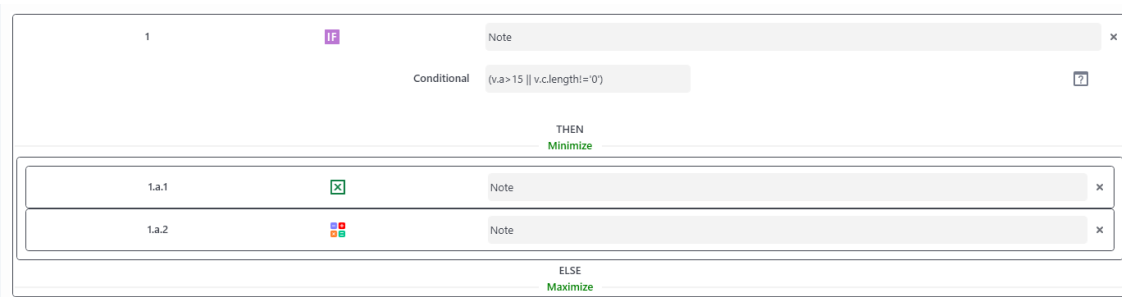 1 IF Note ×
Conditional (v.a>15 || v.c.length!='0') ?
THEN
Minimize
1.a.1 Note ×
1.a.2 Note ×
ELSE
Maximize